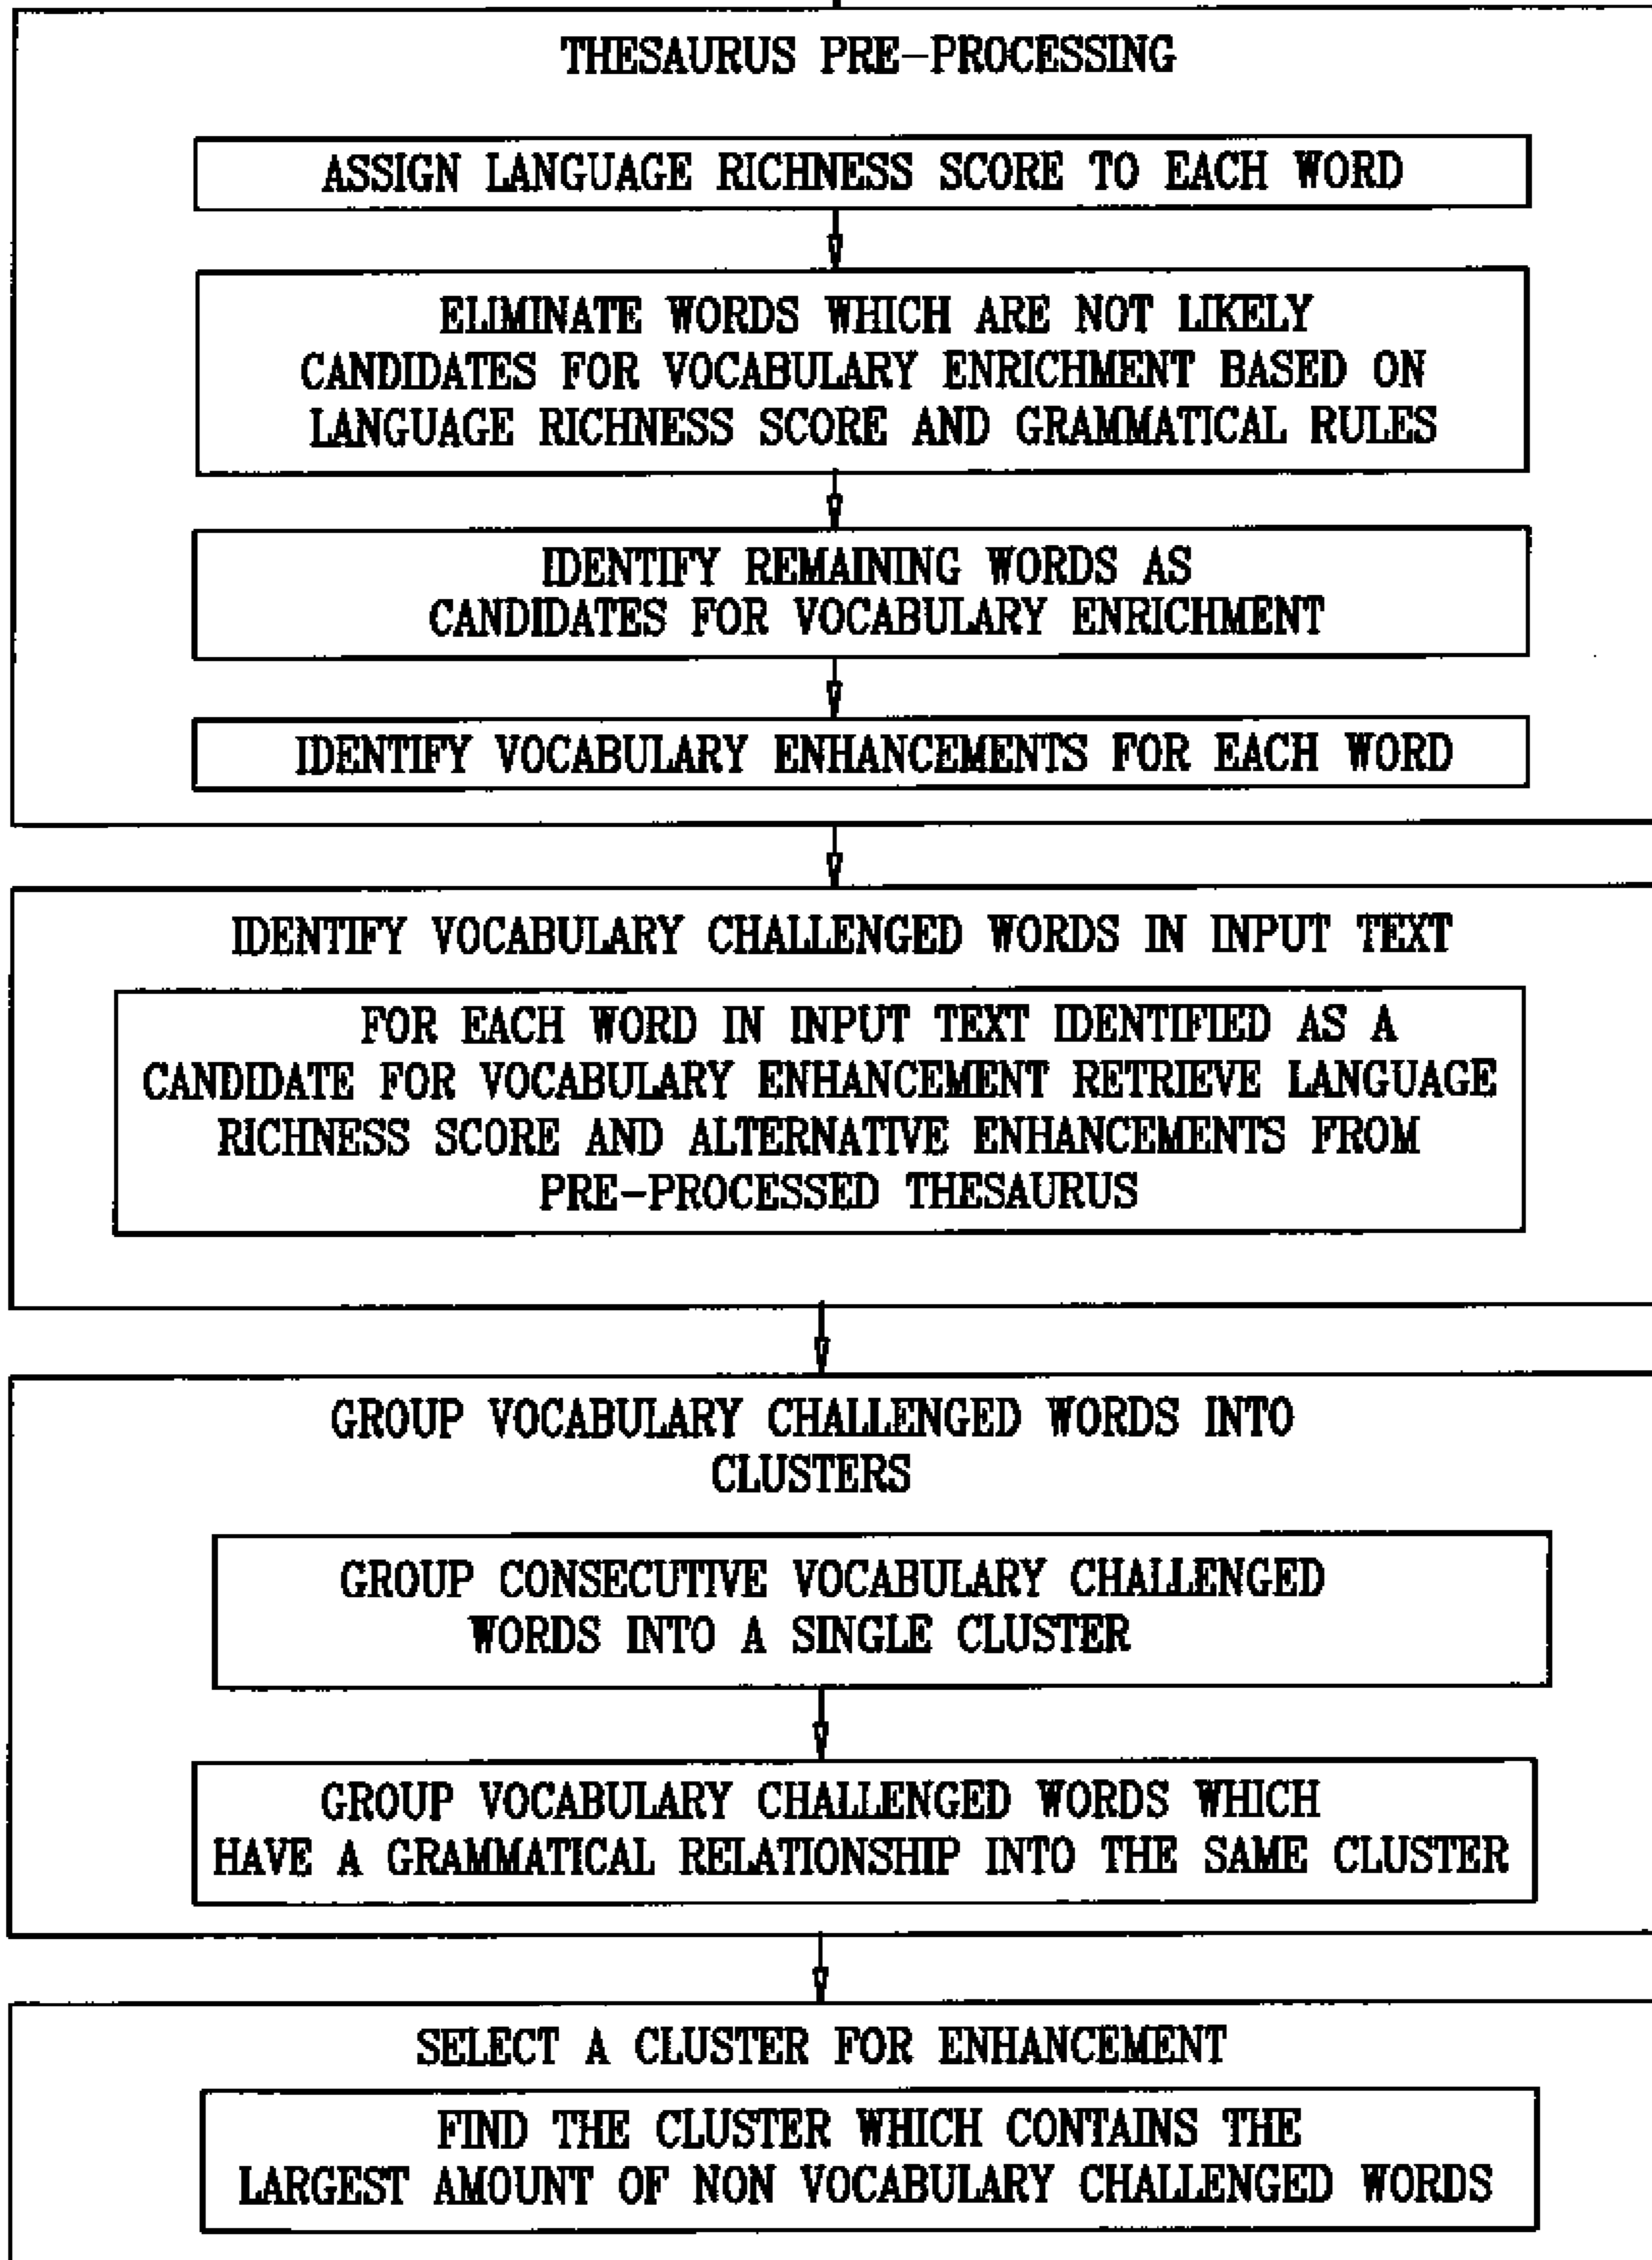 THESAURUS PRE-PROCESSING
ASSIGN LANGUAGE RICHNESS SCORE TO EACH WORD
ELIMINATE WORDS WHICH ARE NOT LIKELY
CANDIDATES FOR VOCABULARY ENRICHMENT BASED ON
LANGUAGE RICHNESS SCORE AND GRAMMATICAL RULES
IDENTIFY REMAINING WORDS AS
CANDIDATES FOR VOCABULARY ENRICHMENT
IDENTIFY VOCABULARY ENHANCEMENTS FOR EACH WORD
IDENTIFY VOCABULARY CHALLENGED WORDS IN INPUT TEXT
FOR EACH WORD IN INPUT TEXT IDENTIFIED AS A
CANDIDATE FOR VOCABULARY ENHANCEMENT RETRIEVE LANGUAGE
RICHNESS SCORE AND ALTERNATIVE ENHANCEMENTS FROM
PRE-PROCESSED THESAURUS
GROUP VOCABULARY CHALLENGED WORDS INTO
CLUSTERS
GROUP CONSECUTIVE VOCABULARY CHALLENGED
WORDS INTO A SINGLE CLUSTER
GROUP VOCABULARY CHALLENGED WORDS WHICH
HAVE A GRAMMATICAL RELATIONSHIP INTO THE SAME CLUSTER
SELECT A CLUSTER FOR ENHANCEMENT
FIND THE CLUSTER WHICH CONTAINS THE
LARGEST AMOUNT OF NON VOCABULARY CHALLENGED WORDS